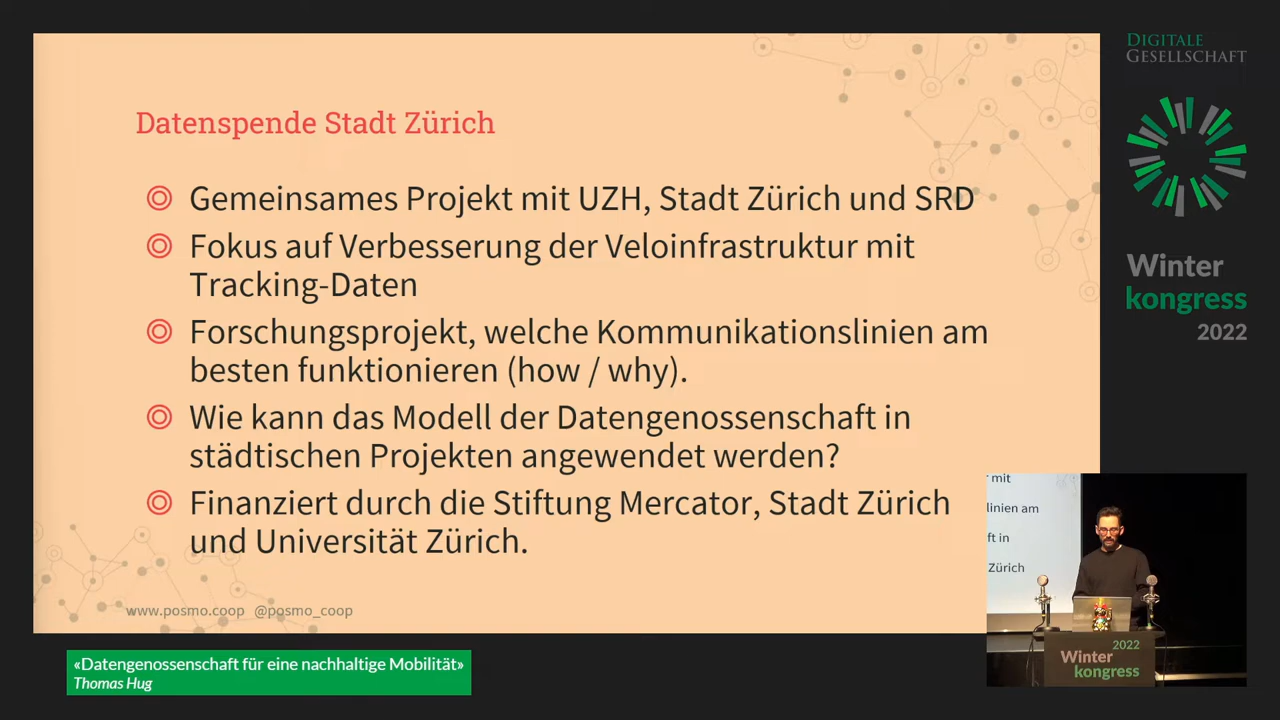 Datenspende Stadt Zürich
Gemeinsames Projekt mit UZH, Stadt Zürich und SRD
Fokus auf Verbesserung der Veloinfrastruktur mit
Tracking-Daten
Forschungsprojekt, welche Kommunikationslinien am
besten funktionieren (how / why).
Wie kann das Modell der Datengenossenschaft in
städtischen Projekten angewendet werden?
Finanziert durch die Stiftung Mercator, Stadt Zürich
und Universität Zürich.
www.posmo.coop @posmo_coop
«Datengenossenschaft für eine nachhaltige Mobilität»
Thomas Hug
DIGITALE
GESELLSCHAFT
Winter
kongress
2022
mit
linien am
ft in
Zürich
2022
Winter
kongress